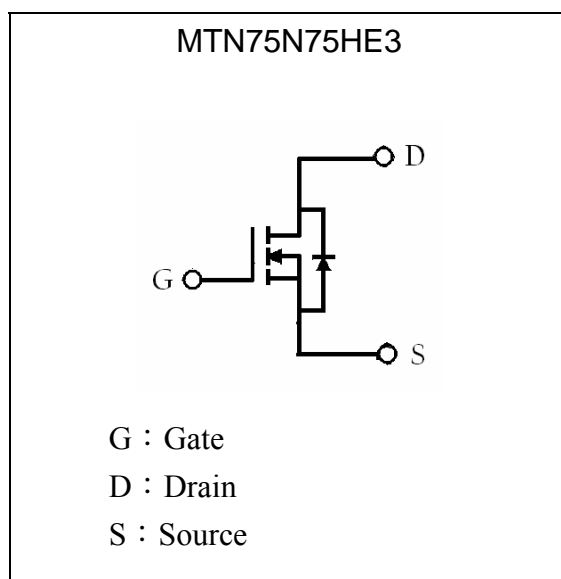 MTN75N75HE3
D
G
S
G：Gate
D：Drain
S：Source